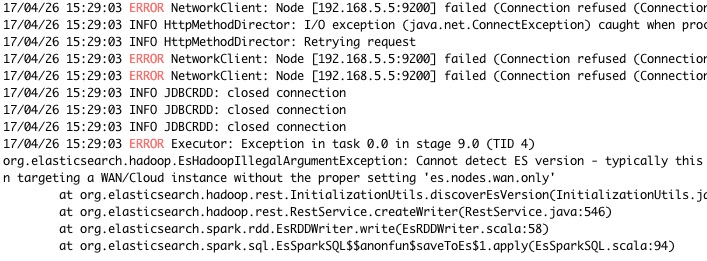 17/04/26 15:29:03 ERROR NetworkClient: Node [192.168.5.5:9200] failed (Connection refused (Connection
17/04/26 15:29:03 INFO HttpMethodDirector: I/O exception (java.net.ConnectException) caught when proc
17/04/26 15:29:03 INFO HttpMethodDirector: Retrying request
17/04/26 15:29:03 ERROR NetworkClient: Node [192.168.5.5:9200] failed (Connection refused (Connection
17/04/26 15:29:03 ERROR NetworkClient: Node [192.168.5.5:9200] failed (Connection refused (Connection
17/04/26 15:29:03 INFO JDBCRDD: closed connection
17/04/26 15:29:03 INFO JDBCRDD: closed connection
17/04/26 15:29:03 INFO JDBCRDD: closed connection
17/04/26 15:29:03 ERROR Executor: Exception in task 0.0 in stage 9.0 (TID 4)
org.elasticsearch.hadoop.EsHadoopIllegalArgumentException: Cannot detect ES version - typically this
n targeting a WAN/Cloud instance without the proper setting 'es.nodes.wan.only'
at org.elasticsearch.hadoop.rest.InitializationUtils.discoverEsVersion(InitializationUtils.ja
at org.elasticsearch.hadoop.rest.RestService.createWriter(RestService.java:546)
at org.elasticsearch.spark.rdd.EsRDDWriter.write(EsRDDWriter.scala:58)
at org.elasticsearch.spark.sql.EsSparkSQL$$anonfun$saveToEs$1.apply(EsSparkSQL.scala:94)